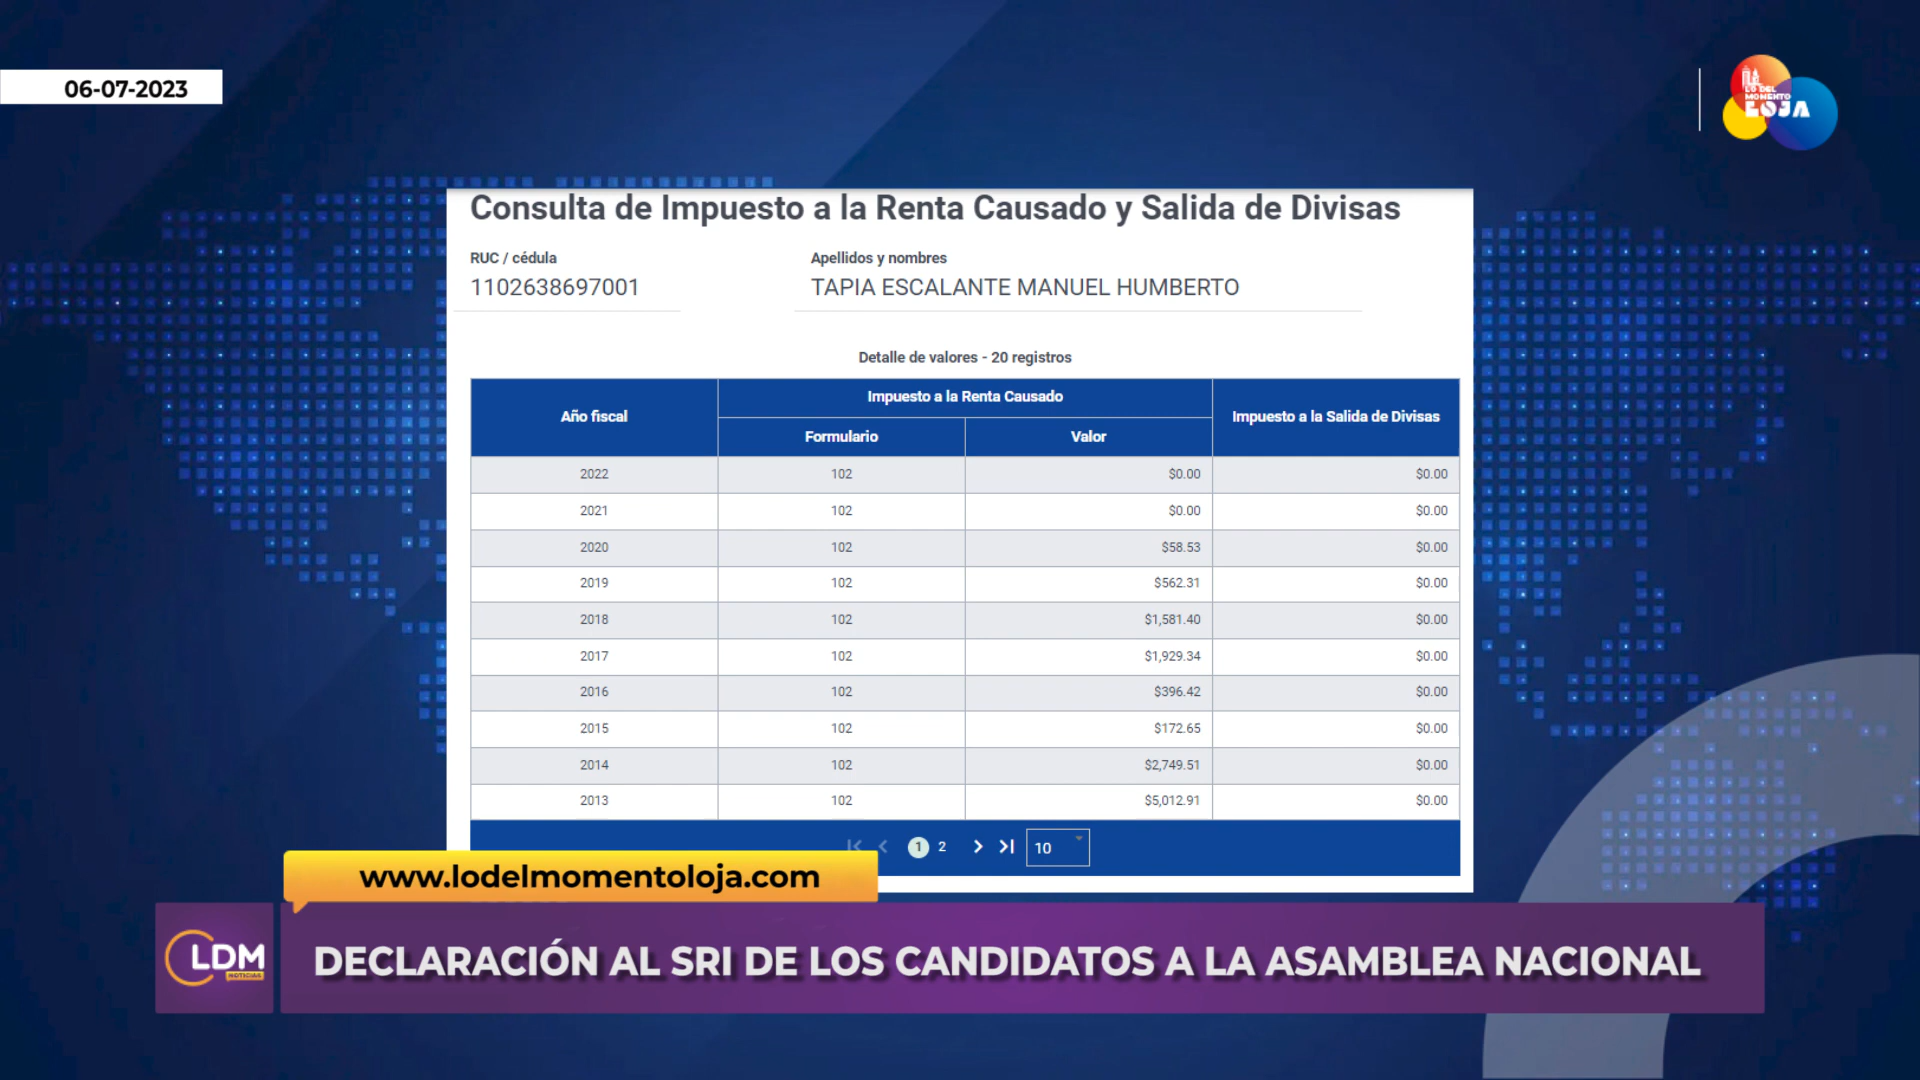 06-07-2023
LO DEL
MOMENTO
LOJA
Consulta de Impuesto a la Renta Causado y Salida de Divisas
RUC / cédula Apellidos y nombres
1102638697001 TAPIA ESCALANTE MANUEL HUMBERTO
Detalle de valores - 20 registros
Año fiscal Impuesto a la Renta Causado Impuesto a la Salida de Divisas
Formulario Valor
2022 102 $0.00 $0.00
2021 102 $0.00 $0.00
2020 102 $58.53 $0.00
2019 102 $562.31 $0.00
2018 102 $1,581.40 $0.00
2017 102 $1,929.34 $0.00
2016 102 $396.42 $0.00
2015 102 $172.65 $0.00
2014 102 $2,749.51 $0.00
2013 102 $5,012.91 $0.00
1 2 10
www.lodelmomentoloja.com
LDM
NOTICIAS
DECLARACIÓN AL SRI DE LOS CANDIDATOS A LA ASAMBLEA NACIONAL